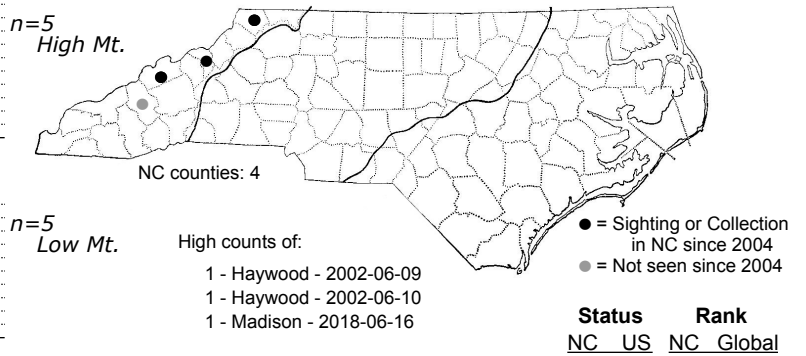 n=5
High Mt.
NC counties: 4
n=5
Low Mt.
High counts of:
1 - Haywood - 2002-06-09
1 - Haywood - 2002-06-10
1 - Madison - 2018-06-16
● = Sighting or Collection
in NC since 2004
● = Not seen since 2004
Status Rank
NC US NC Global